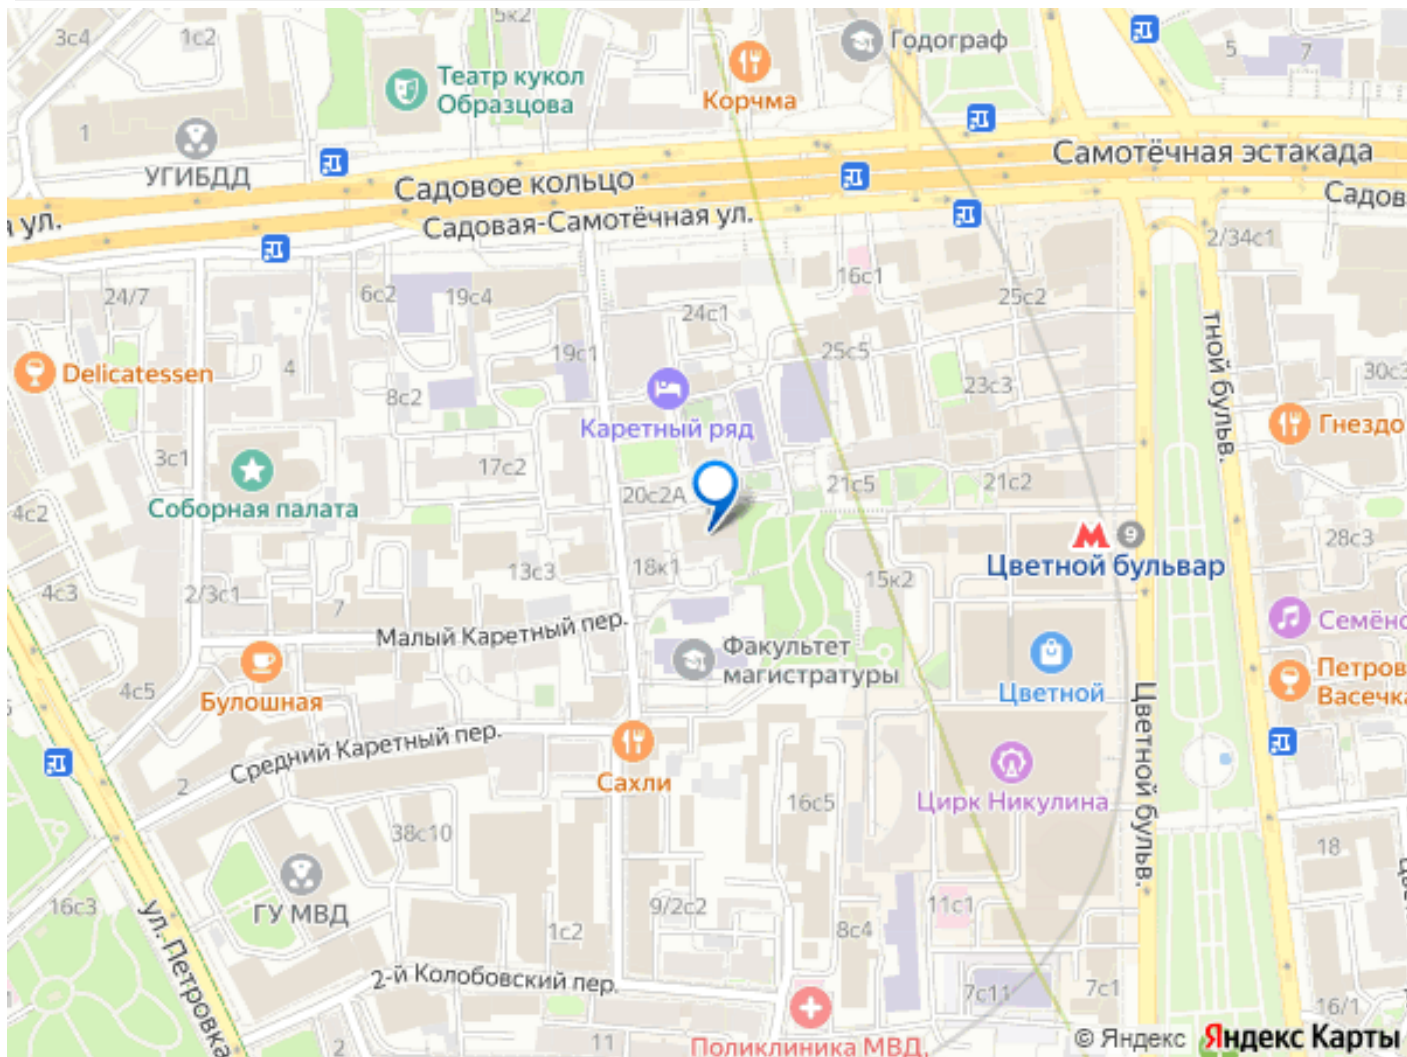 5к2
3с4
1с2
Годограф
5
7
Театр кукол
Образцова
Корчма
1
УГИБДД
Самотёчная эстакада
Садовое кольцо
Садов
я ул.
Садовая-Самотёчная ул.
2/34с1
24/7
6с2
19с4
16с1
25с2
24с1
тной бульв.
Delicatessen
4
19с1
25с5
23с3
30с3
8с2
Каретный ряд
Гнездо
3с1
17с2
Соборная палата
20с2А
21с5
21с2
4с2
9
28с3
Цветной бульвар
4с3
2/3с1
7
13с3
18к1
15к2
Малый Каретный пер.
Факультет
магистратуры
Семёнс
Булошная
4с5
Цветной
Петров
Васечка
Средний Каретный пер.
Цветной бульв.
2
Сахли
Цирк Никулина
16с5
38с10
18
16с3
ГУ МВД
9/2с2
11с1
ул. Петровка
1с2
8с4
2-й Колобовский пер.
7с11
7с1
16/1
2
11
Поликлиника МВД,
© Яндекс Яндекс Карты